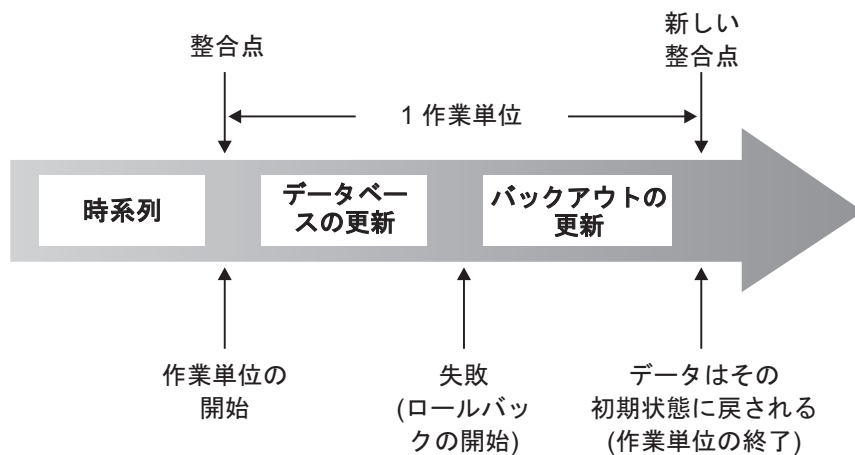 整合点
新しい
整合点
1 作業単位
時系列
データベー
スの更新
バックアウトの
更新
作業単位の
開始
失敗
(ロールバッ
クの開始)
データはその
初期状態に戻される
(作業単位の終了)